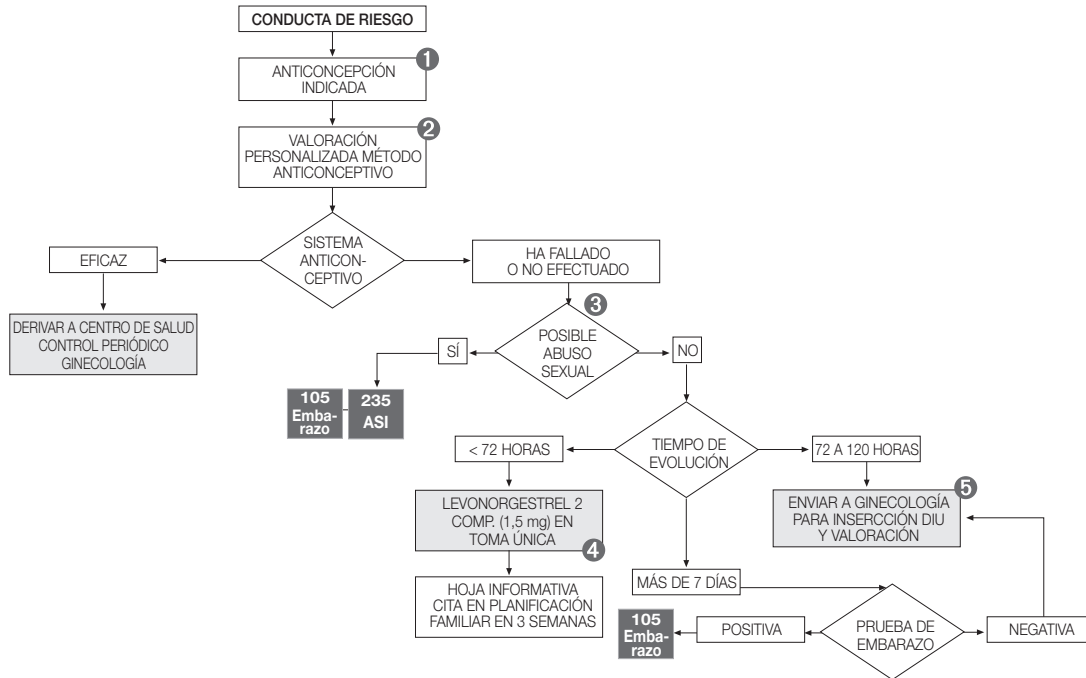 CONDUCTA DE RIESGO
1
ANTICONCEPCIÓN
INDICADA
2
VALORACIÓN
PERSONALIZADA MÉTODO
ANTICONCEPTIVO
SISTEMA
ANTICON-
CEPTIVO
EFICAZ
HA FALLADO
O NO EFECTUADO
DERIVAR A CENTRO DE SALUD
CONTROL PERIÓDICO
GINECOLOGÍA
3
POSIBLE
ABUSO
SEXUAL
SÍ
NO
105
Emba-
razo
235
ASI
TIEMPO DE
EVOLUCIÓN
< 72 HORAS
72 A 120 HORAS
LEVONORGESTREL 2
COMP. (1,5 mg) EN
TOMA ÚNICA
4
5
ENVIAR A GINECOLOGÍA
PARA INSERCCIÓN DIU
Y VALORACIÓN
HOJA INFORMATIVA
CITA EN PLANIFICACIÓN
FAMILIAR EN 3 SEMANAS
MÁS DE 7 DÍAS
105
Emba-
razo
POSITIVA
PRUEBA DE
EMBARAZO
NEGATIVA